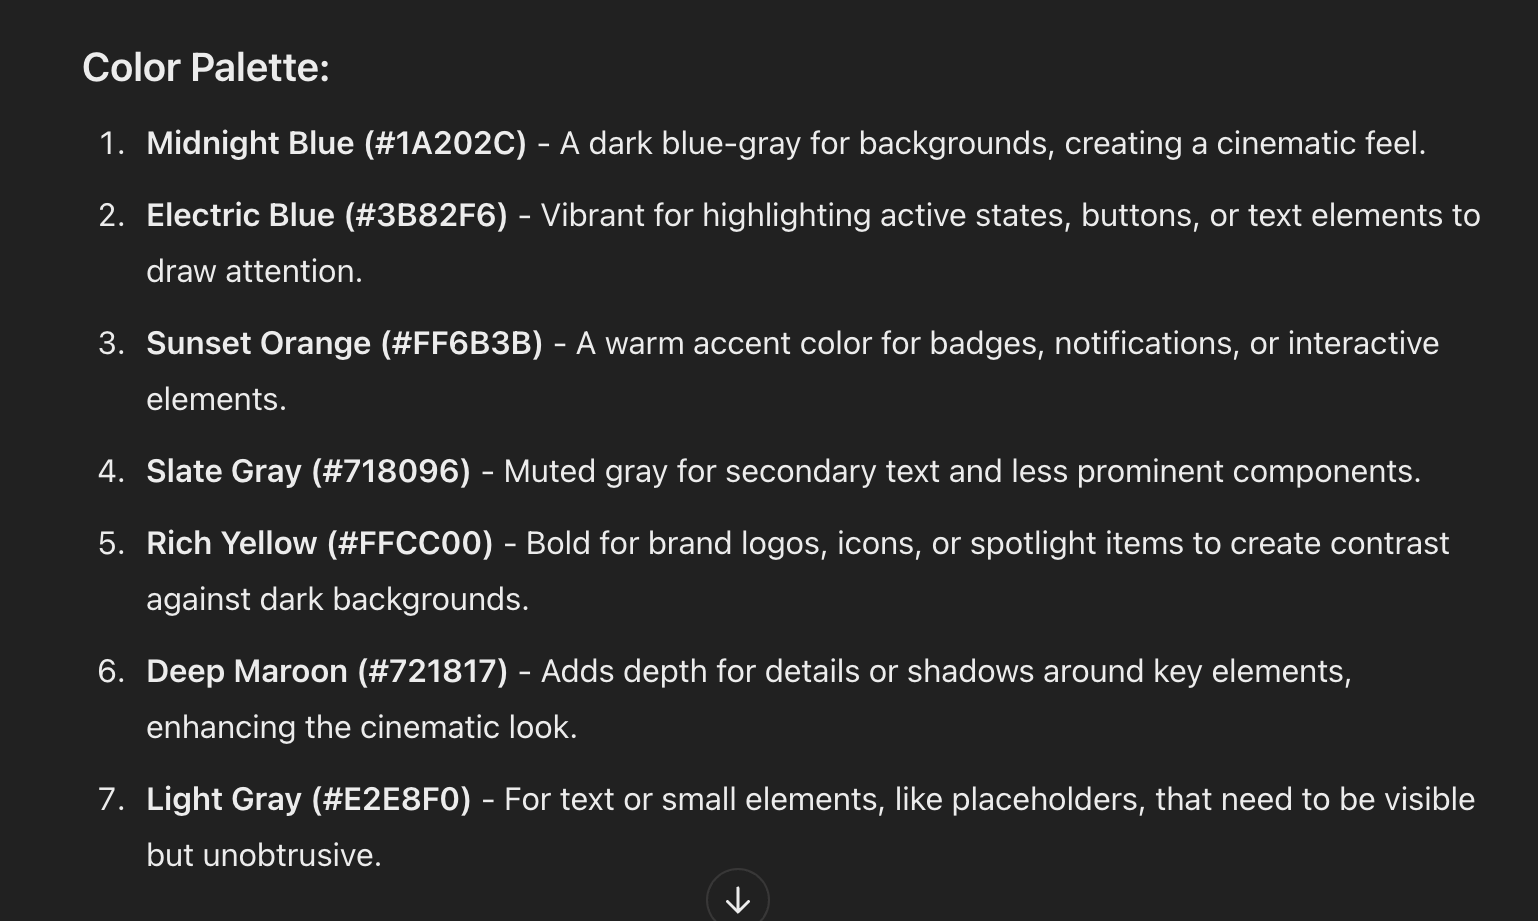 Color Palette:
1. Midnight Blue (#1A202C) - A dark blue-gray for backgrounds, creating a cinematic feel.
2. Electric Blue (#3B82F6) - Vibrant for highlighting active states, buttons, or text elements to
draw attention.
3. Sunset Orange (#FF6B3B) - A warm accent color for badges, notifications, or interactive
elements.
4. Slate Gray (#718096) - Muted gray for secondary text and less prominent components.
5. Rich Yellow (#FFCC00) - Bold for brand logos, icons, or spotlight items to create contrast
against dark backgrounds.
6. Deep Maroon (#721817) - Adds depth for details or shadows around key elements,
enhancing the cinematic look.
7. Light Gray (#E2E8F0) - For text or small elements, like placeholders, that need to be visible
but unobtrusive.